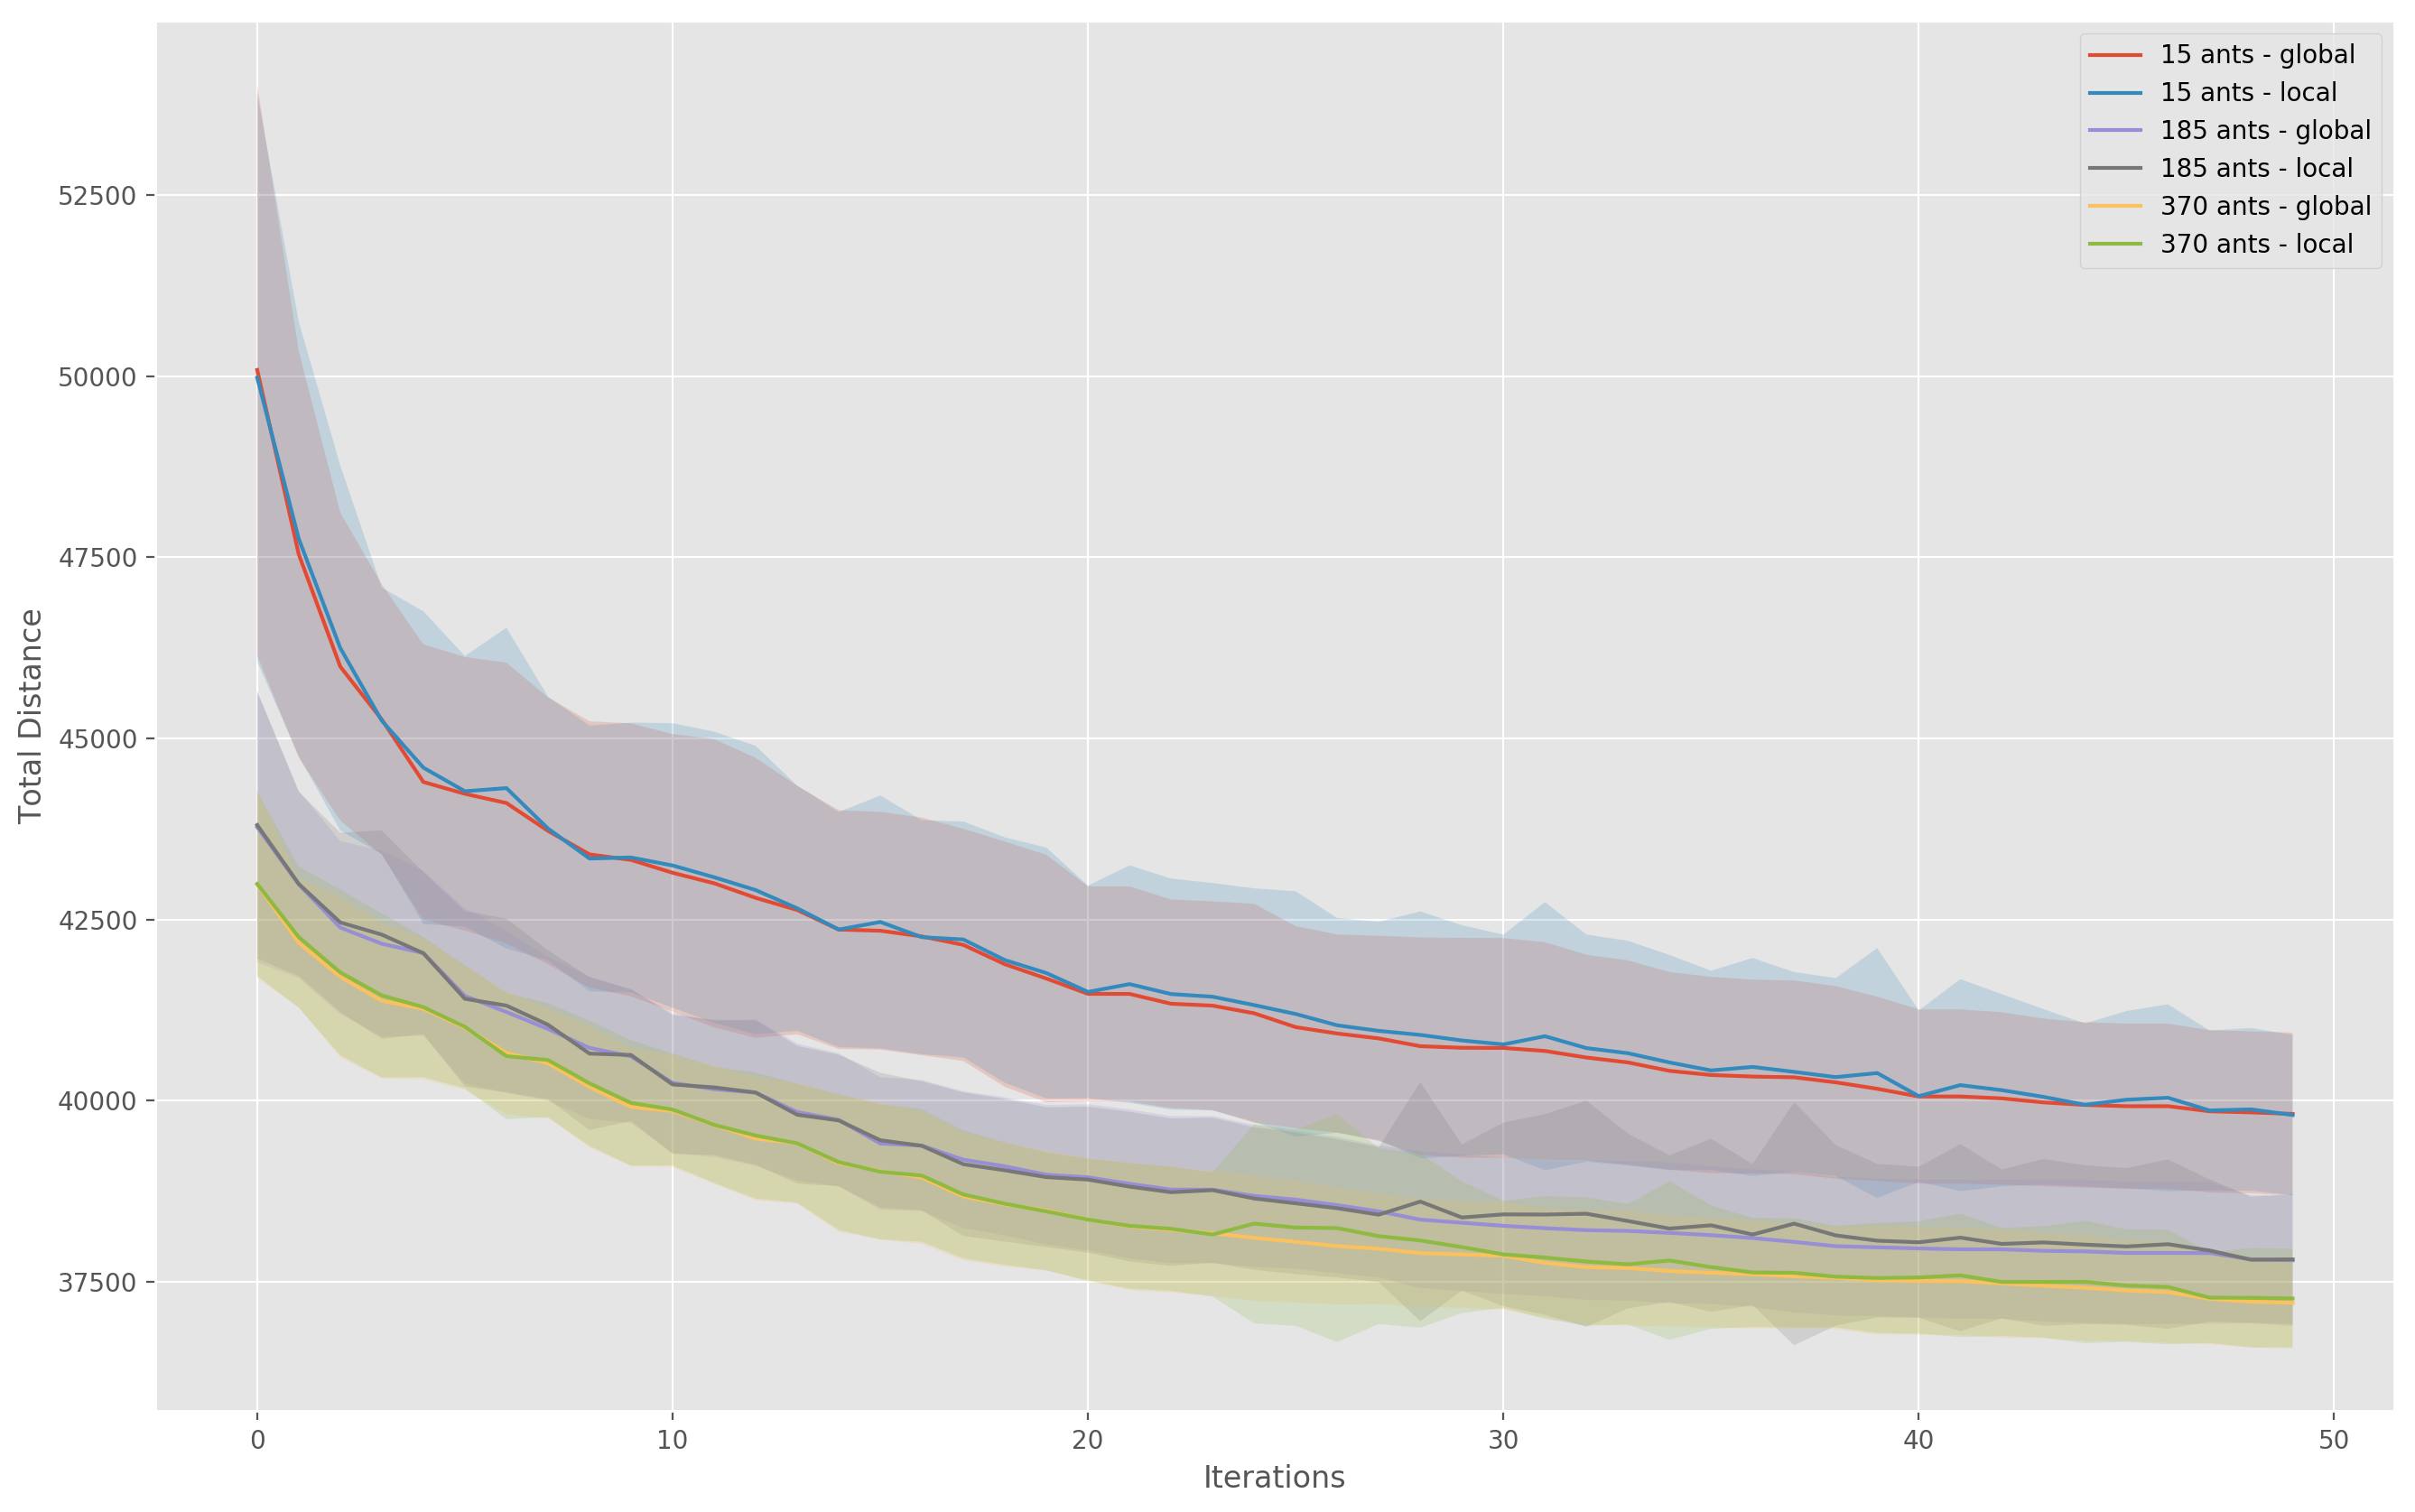 15 ants - global
15 ants - local
185 ants - global
185 ants - local
370 ants - global
370 ants - local
52500
50000
47500
45000
42500
40000
37500
Total Distance
0 10 20 30 40 50
Iterations